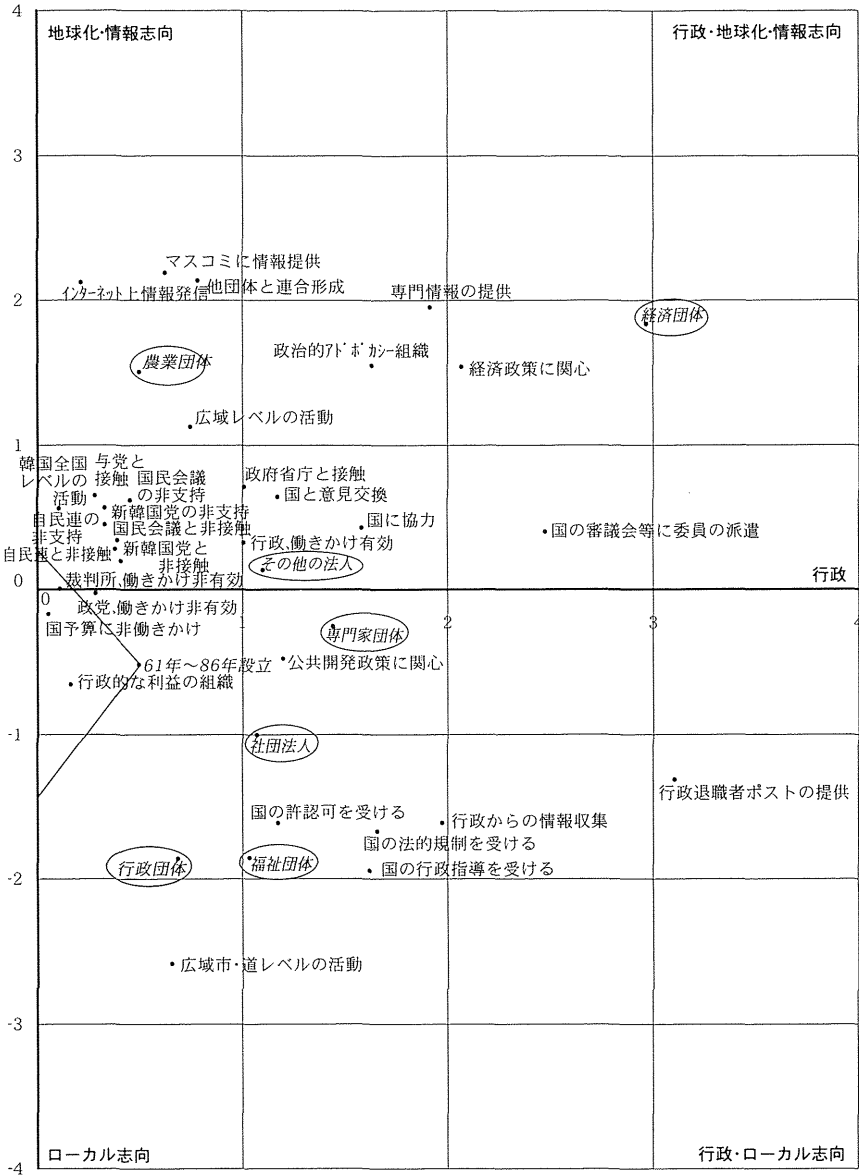 4
地球化・情報志向
行政・地球化・情報志向
3
マスコミに情報提供
インターネット上情報発信
他団体と連合形成
専門情報の提供
2
経済団体
政治的アドボカシー組織
農業団体
経済政策に関心
広域レベルの活動
1
韓国全国
レベルの
活動
与党と
接触
国民会議
の非支持
政府省庁と接触
国と意見交換
新韓国党の非支持
自民連の
非支持
国民会議と非接触
国に協力
国の審議会等に委員の派遣
自民連と非接触
新韓国党と
非接触
行政、働きかけ有効
その他の法人
0
裁判所、働きかけ非有効
行政
0
1
2
3
4
政党、働きかけ非有効
国予算に非働きかけ
専門家団体
61年～86年設立
公共開発政策に関心
行政的な利益の組織
-1
社団法人
行政退職者ポストの提供
国の許認可を受ける
行政からの情報収集
国の法的規制を受ける
行政団体
福祉団体
国の行政指導を受ける
-2
広域市・道レベルの活動
-3
ローカル志向
行政・ローカル志向
-4